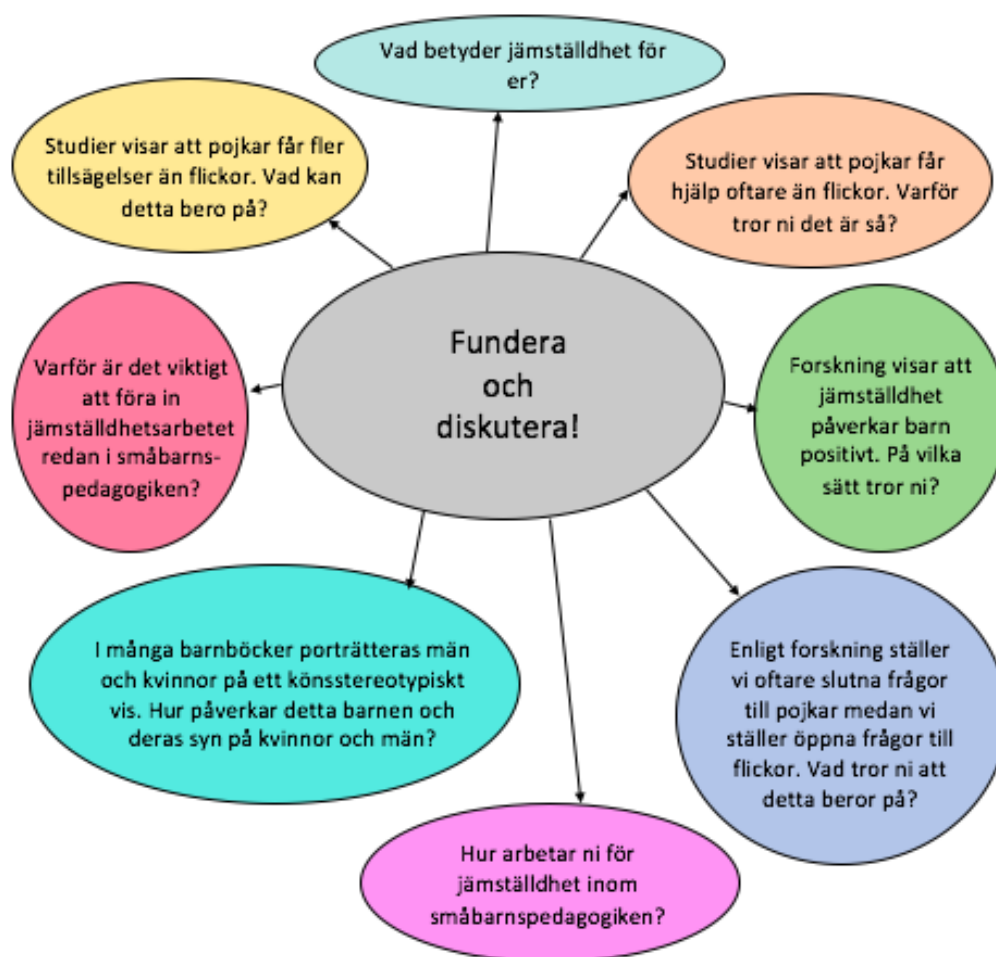 Vad betyder jämställdhet för
er?
Studier visar att pojkar får fler
tillsägelser än flickor. Vad kan
detta bero på?
Studier visar att pojkar får
hjälp oftare än flickor. Varför
tror ni det är så?
Fundera
och
diskutera!
Varför är det viktigt
att föra in
jämställdhetsarbetet
redan i småbarns-
pedagogiken?
Forskning visar att
jämställdhet
påverkar barn
positivt. På vilka
sätt tror ni?
I många barnböcker porträtteras män
och kvinnor på ett könsstereotypiskt
vis. Hur påverkar detta barnen och
deras syn på kvinnor och män?
Enligt forskning ställer
vi oftare slutna frågor
till pojkar medan vi
ställer öppna frågor till
flickor. Vad tror ni att
detta beror på?
Hur arbetar ni för
jämställdhet inom
småbarnspedagogiken?